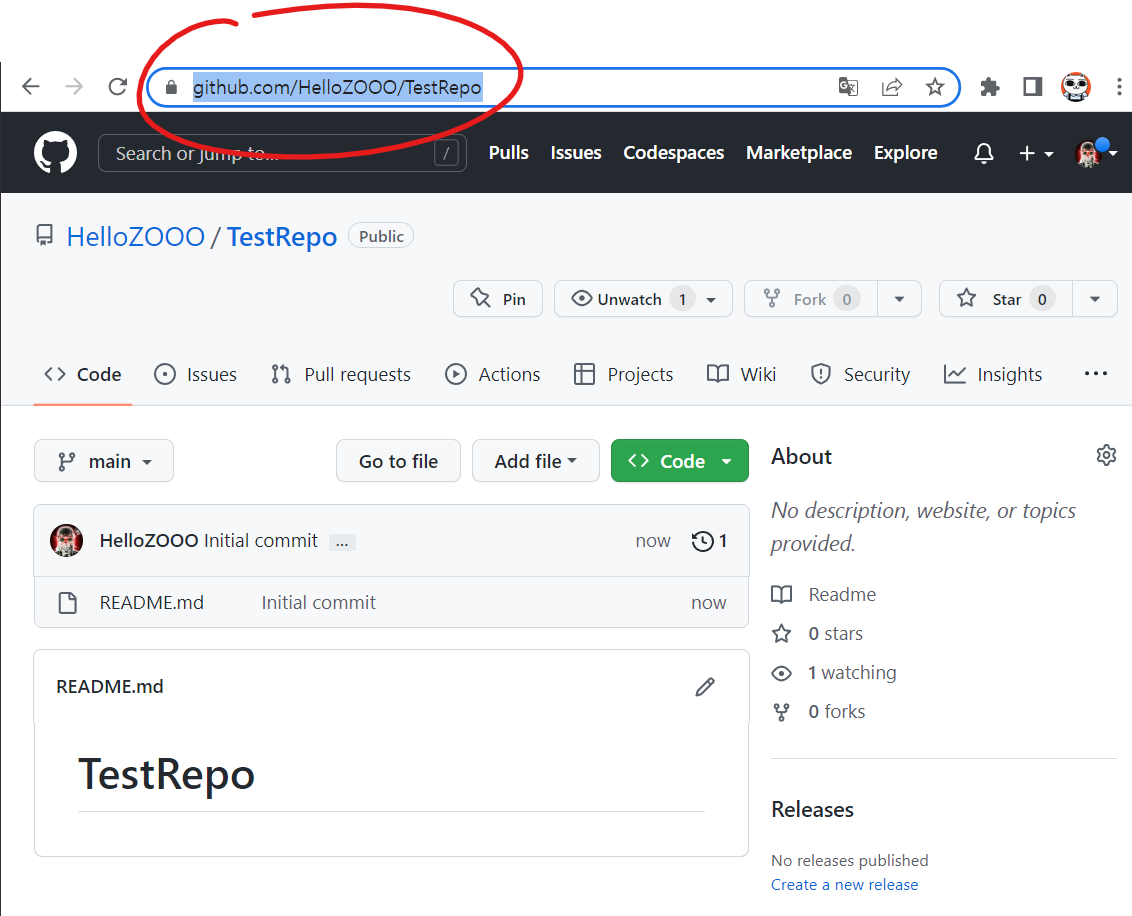 github.com/HelloZOOO/TestRepo
Search or jump to... /
Pulls Issues Codespaces Marketplace Explore
HelloZOOO / TestRepo Public
Pin Unwatch 1 Fork 0 Star 0
<> Code Issues Pull requests Actions Projects Wiki Security Insights ...
main Go to file Add file <> Code
HelloZOOO Initial commit ... now 1
README.md Initial commit now
README.md
TestRepo
About
No description, website, or topics
provided.
Readme
0 stars
1 watching
0 forks
Releases
No releases published
Create a new release